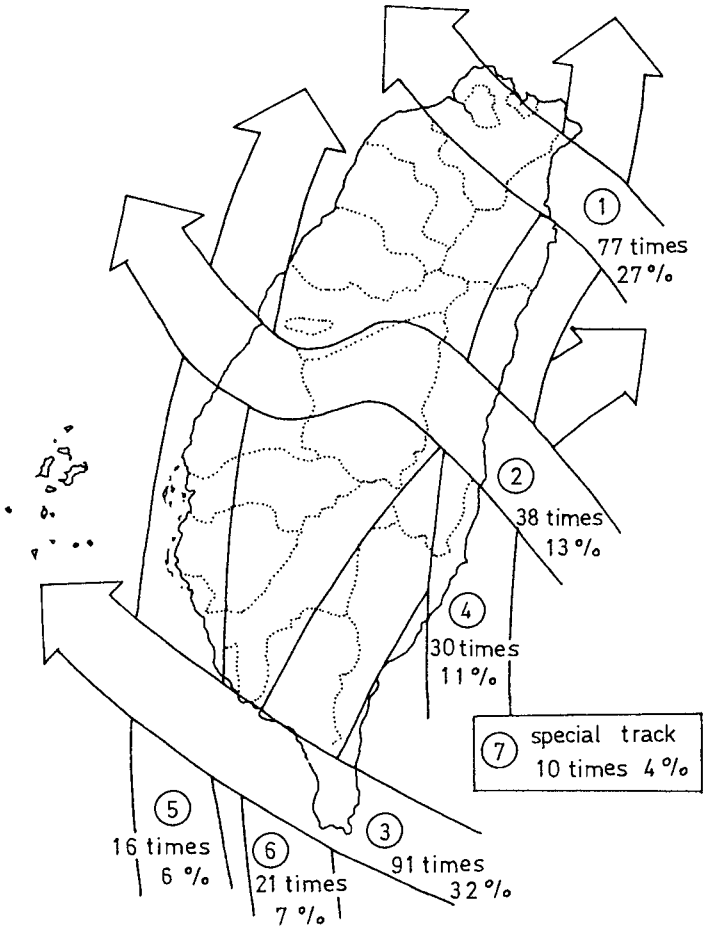 1
77 times
27%
2
38 times
13%
4
30 times
11%
7 special track
10 times 4%
5
16 times
6%
6
21 times
7%
3
91 times
32%